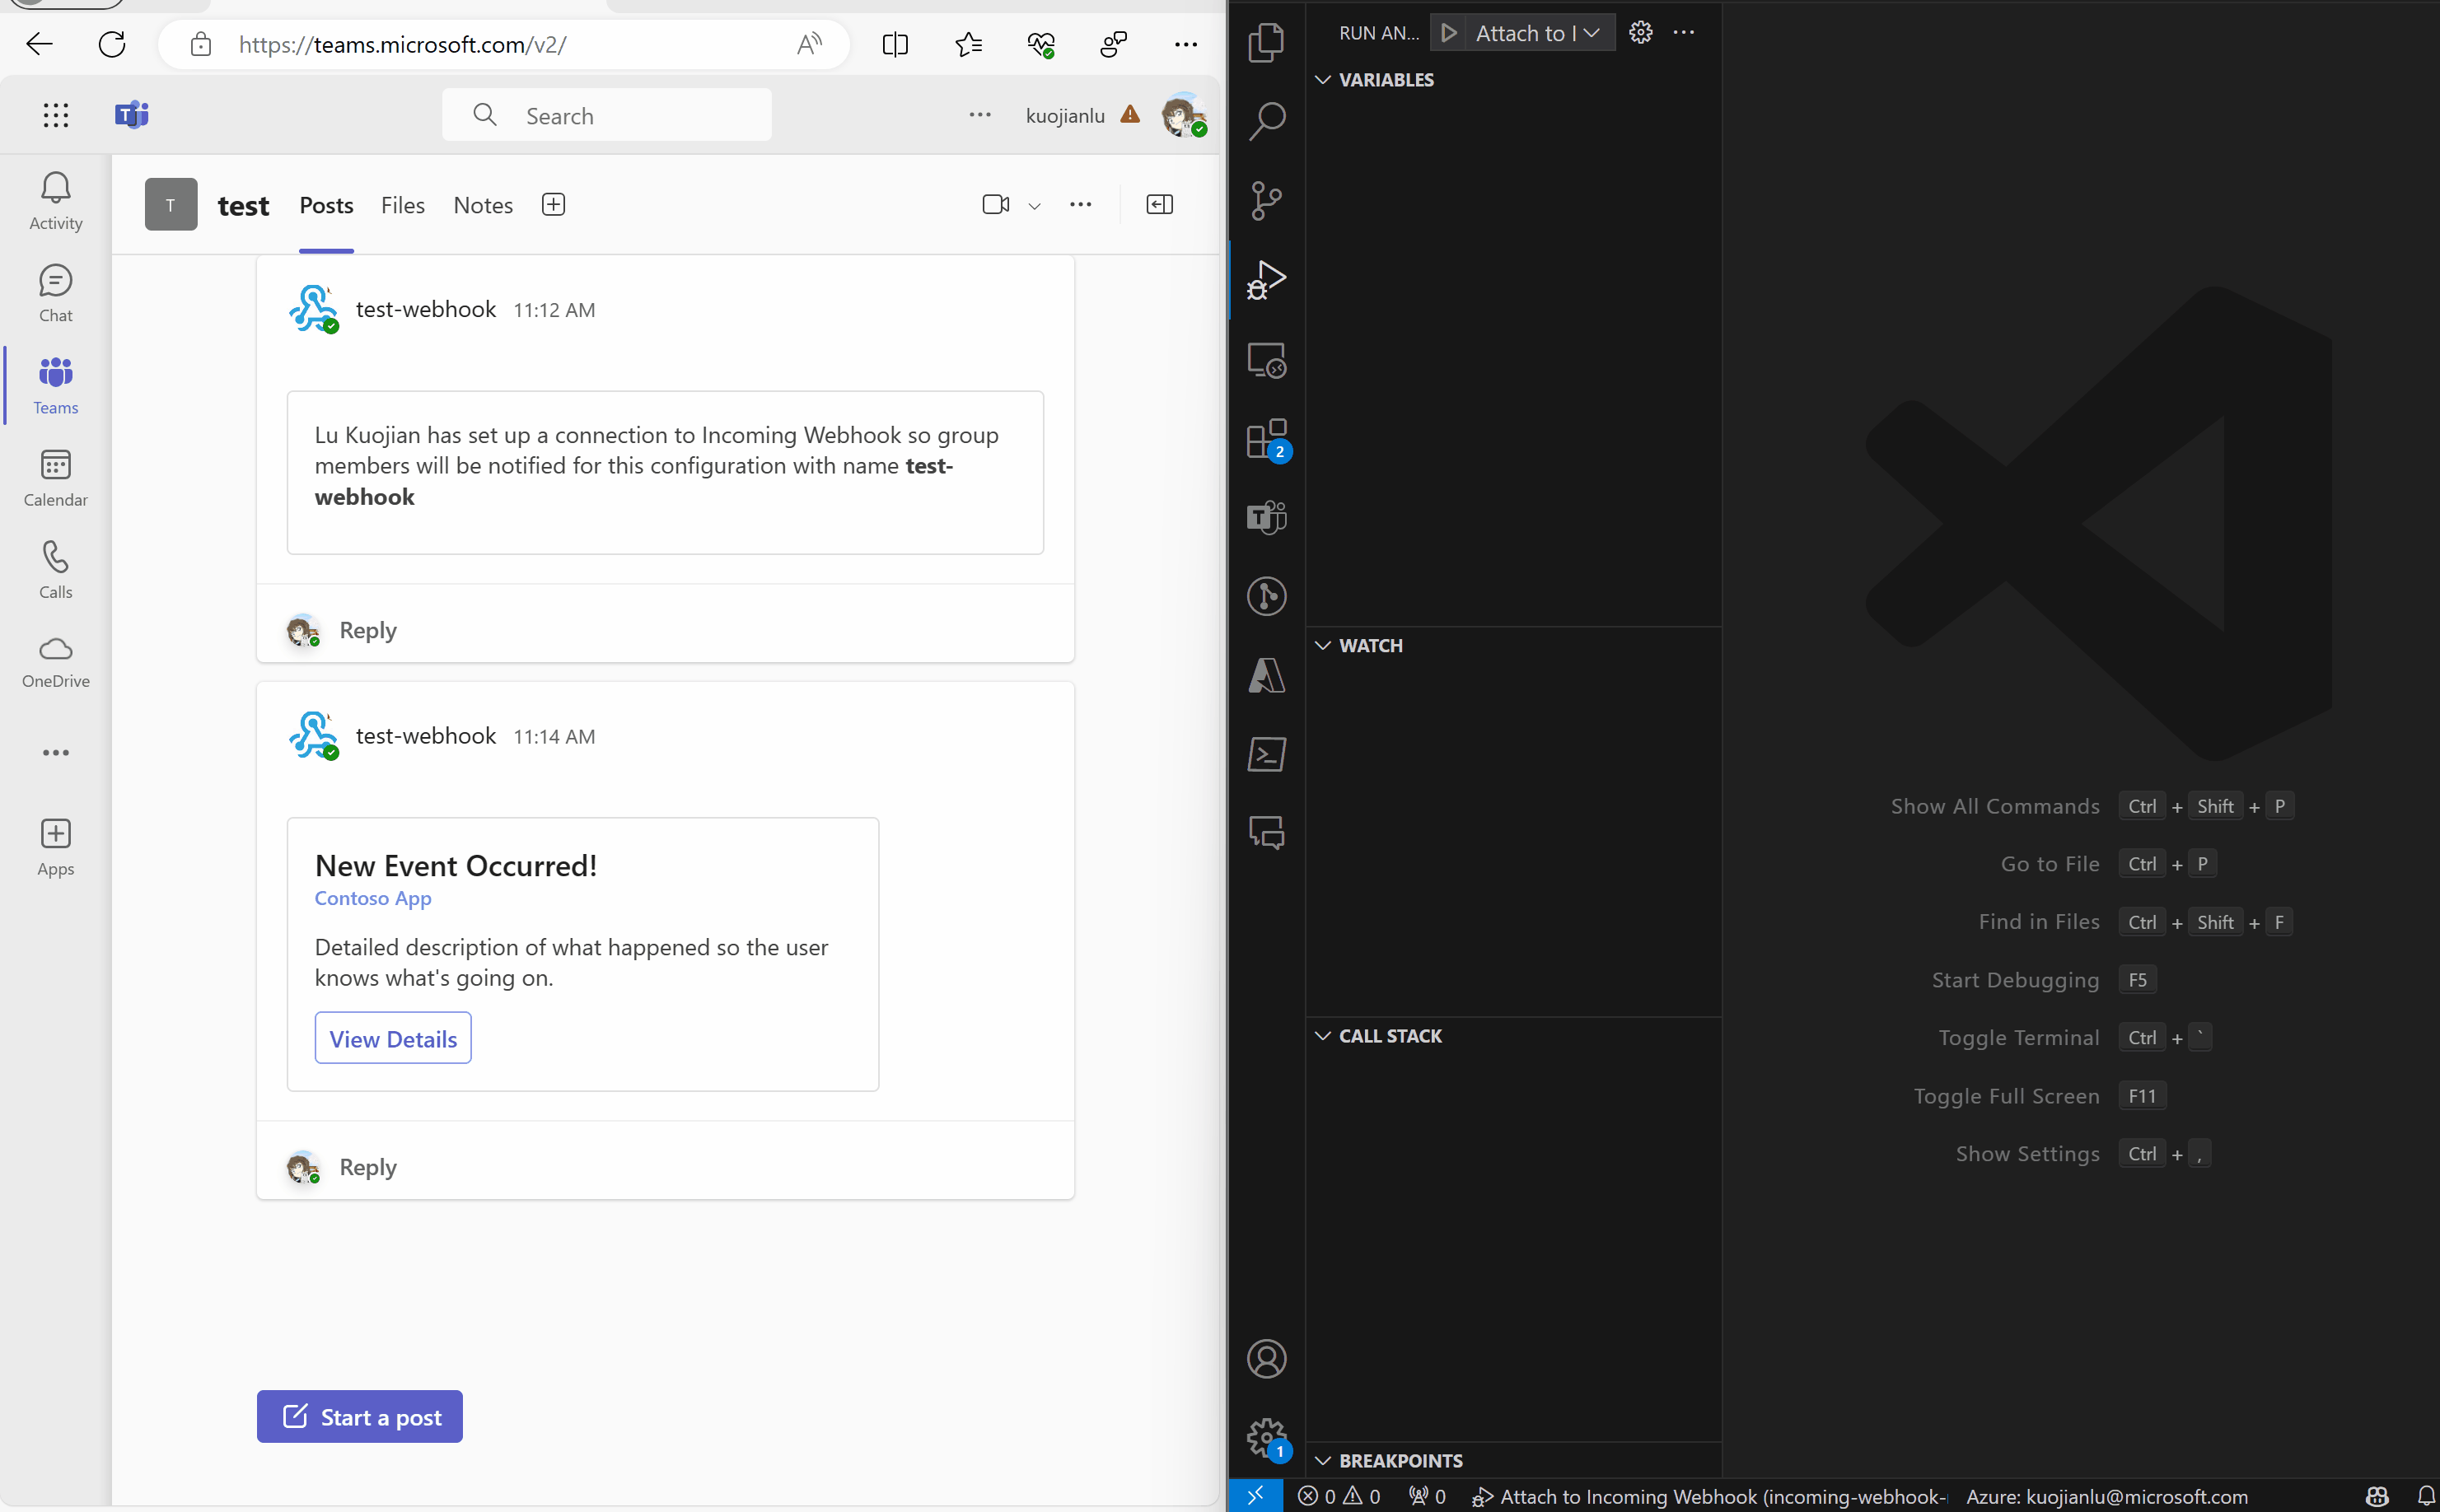 https://teams.microsoft.com/v2/
Search
kuojianlu
Activity
Chat
Teams
Calendar
Calls
OneDrive
Apps
T
test
Posts
Files
Notes
test-webhook 11:12 AM
Lu Kuojian has set up a connection to Incoming Webhook so group
members will be notified for this configuration with name test-
webhook
Reply
test-webhook 11:14 AM
New Event Occurred!
Contoso App
Detailed description of what happened so the user
knows what's going on.
View Details
Reply
Start a post
RUN AN...
Attach to I
VARIABLES
WATCH
CALL STACK
BREAKPOINTS
2
1
Show All Commands Ctrl + Shift + P
Go to File Ctrl + P
Find in Files Ctrl + Shift + F
Start Debugging F5
Toggle Terminal Ctrl + `
Toggle Full Screen F11
Show Settings Ctrl + ,
0 0 0 Attach to Incoming Webhook (incoming-webhook- Azure: kuojianlu@microsoft.com